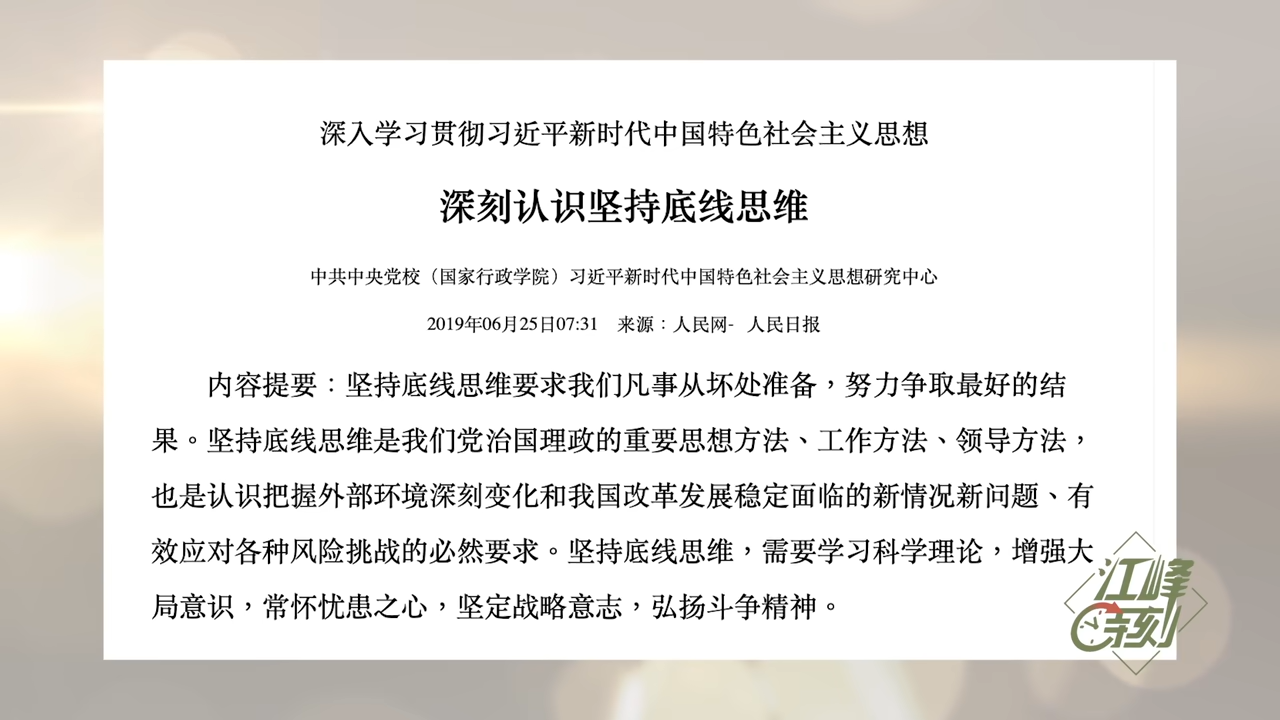 深入学习贯彻习近平新时代中国特色社会主义思想
深刻认识坚持底线思维
中共中央党校（国家行政学院）习近平新时代中国特色社会主义思想研究中心
2019年06月25日07:31 来源：人民网- 人民日报
内容提要：坚持底线思维要求我们凡事从坏处准备，努力争取最好的结
果。坚持底线思维是我们党治国理政的重要思想方法、工作方法、领导方法，
也是认识把握外部环境深刻变化和我国改革发展稳定面临的新情况新问题、有
效应对各种风险挑战的必然要求。坚持底线思维，需要学习科学理论，增强大
局意识，常怀忧患之心，坚定战略意志，弘扬斗争精神。
江峰
时刻